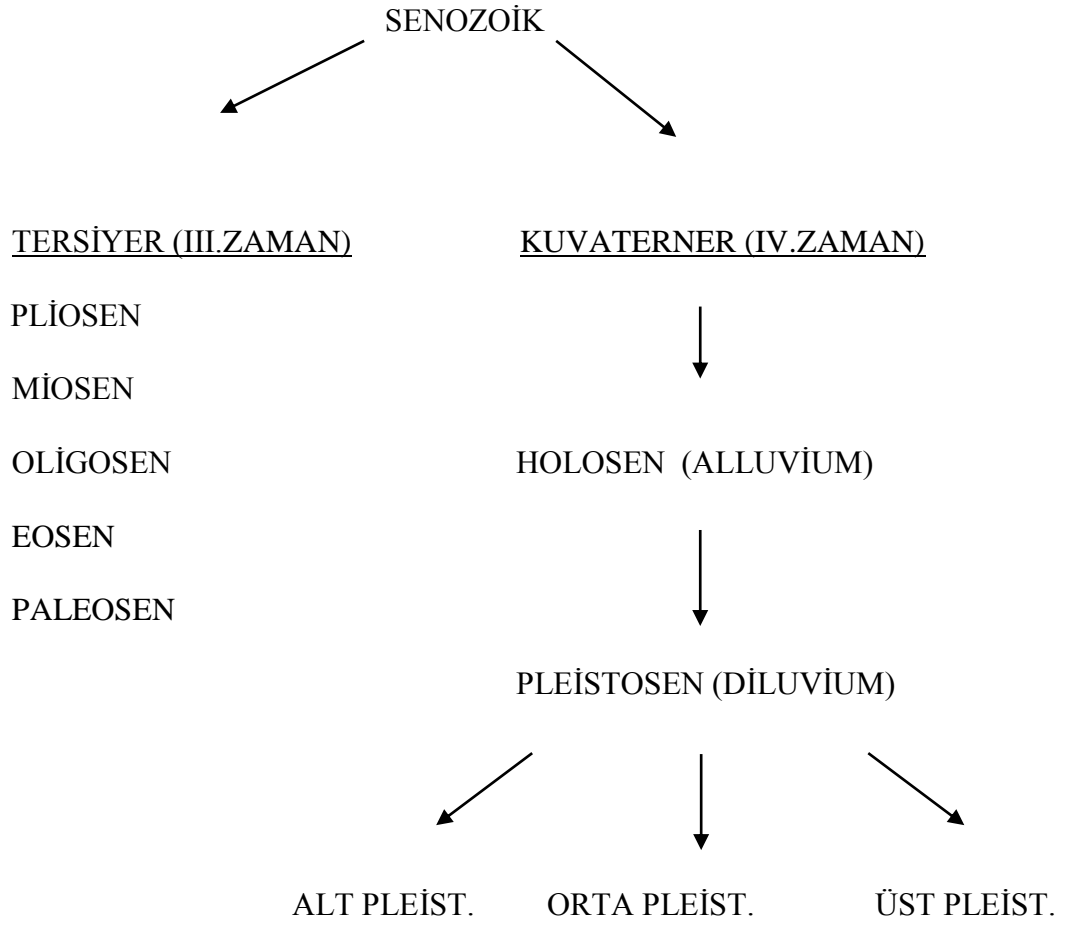 SENOZOİK
TERSİYER (III.ZAMAN)
KUVATERNER (IV.ZAMAN)
PLİOSEN
MİOSEN
OLİGOSEN
HOLOSEN (ALLUVİUM)
EOSEN
PALEOSEN
PLEİSTOSEN (DİLUVİUM)
ALT PLEİST.
ORTA PLEİST.
ÜST PLEİST.